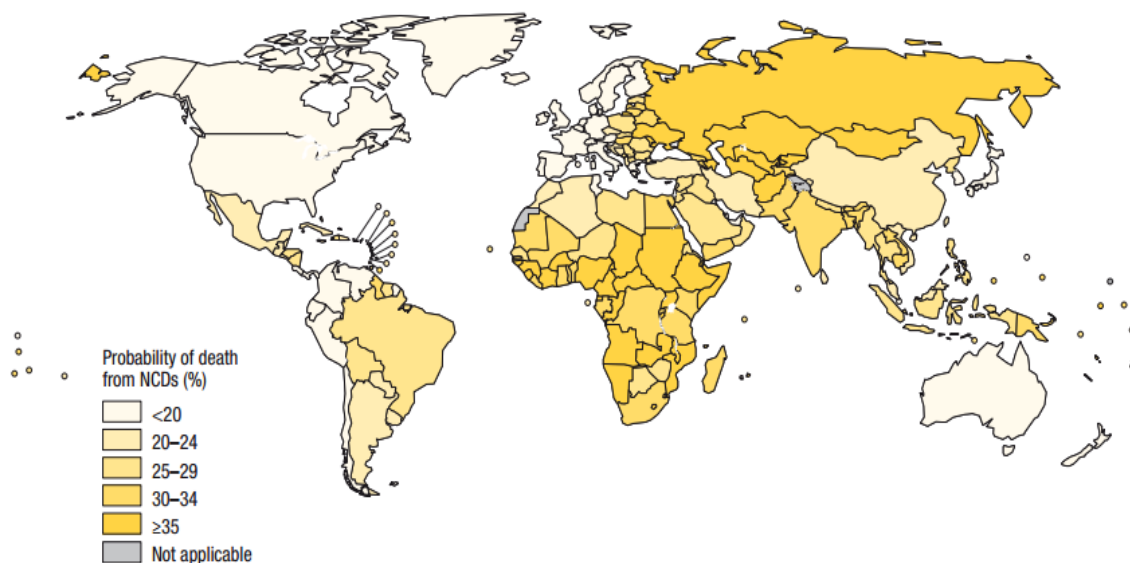 Probability of death
from NCDs (%)
<20
20–24
25–29
30–34
≥35
Not applicable